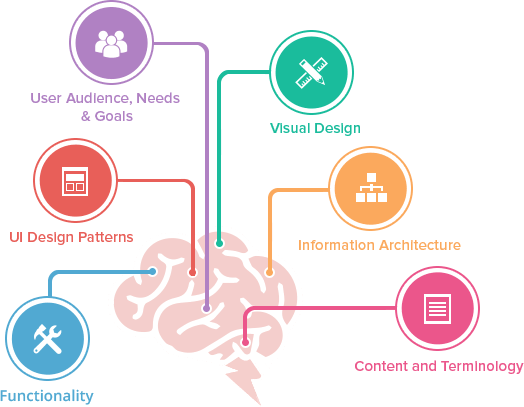 User Audience, Needs
& Goals
Visual Design
UI Design Patterns
Information Architecture
Content and Terminology
Functionality